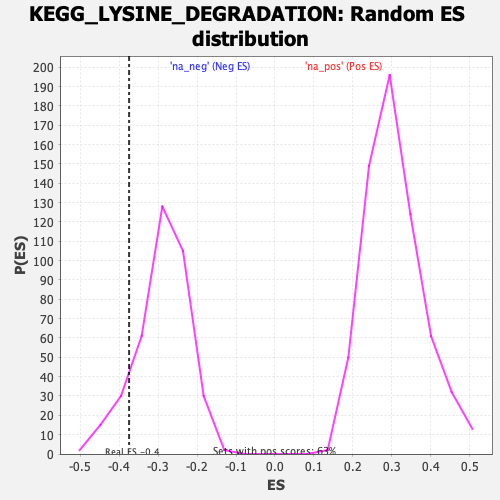 KEGG_LYSINE_DEGRADATION: Random ES
distribution
'na_neg' (Neg ES) 'na_pos' (Pos ES)
200
190
180
170
160
150
140
130
120
110
100
90
80
70
60
50
40
30
20
10
0
P(ES)
Real ES -0.4
Sets with pos scores: 63%
-0.5 -0.4 -0.3 -0.2 -0.1 0.0 0.1 0.2 0.3 0.4 0.5
ES